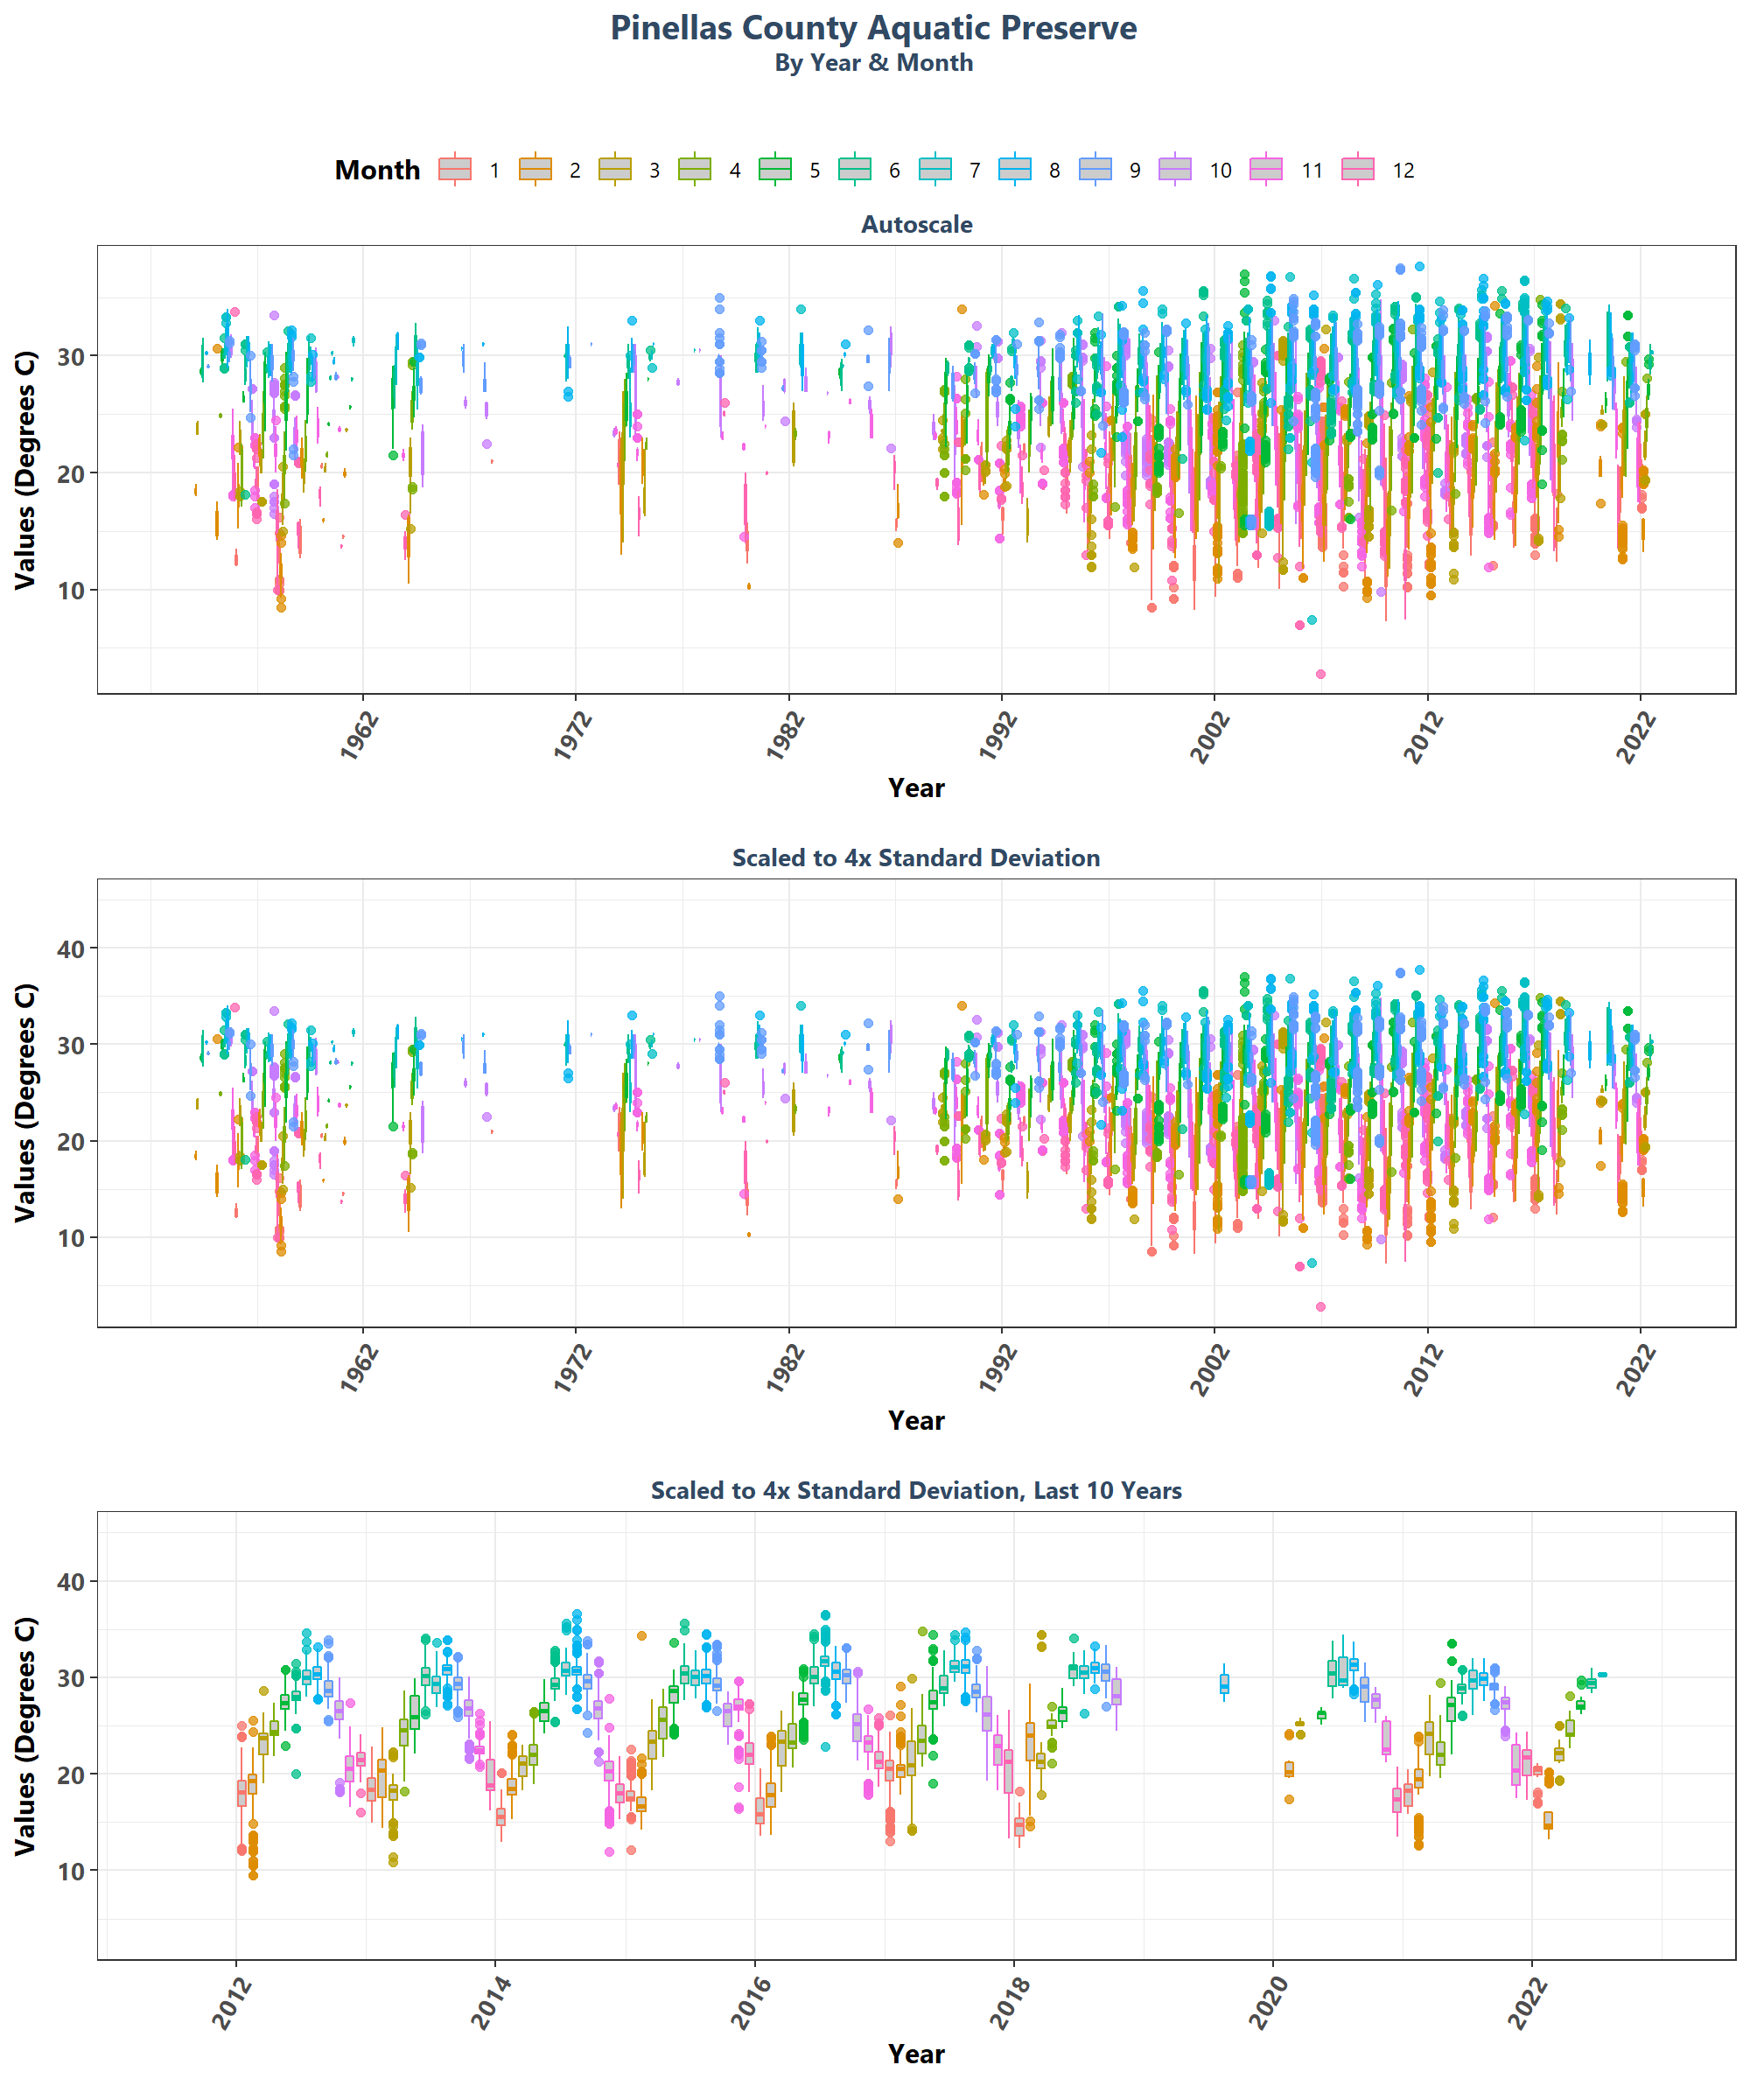 Pinellas County Aquatic Preserve
By Year & Month
Month 1 2 3 4 5 6 7 8 9 10 11 12
Autoscale
Values (Degrees C)
30
20
10
1962 1972 1982 1992 2002 2012 2022
Year
Scaled to 4x Standard Deviation
Values (Degrees C)
40
30
20
10
1962 1972 1982 1992 2002 2012 2022
Year
Scaled to 4x Standard Deviation, Last 10 Years
Values (Degrees C)
40
30
20
10
2012 2014 2016 2018 2020 2022
Year